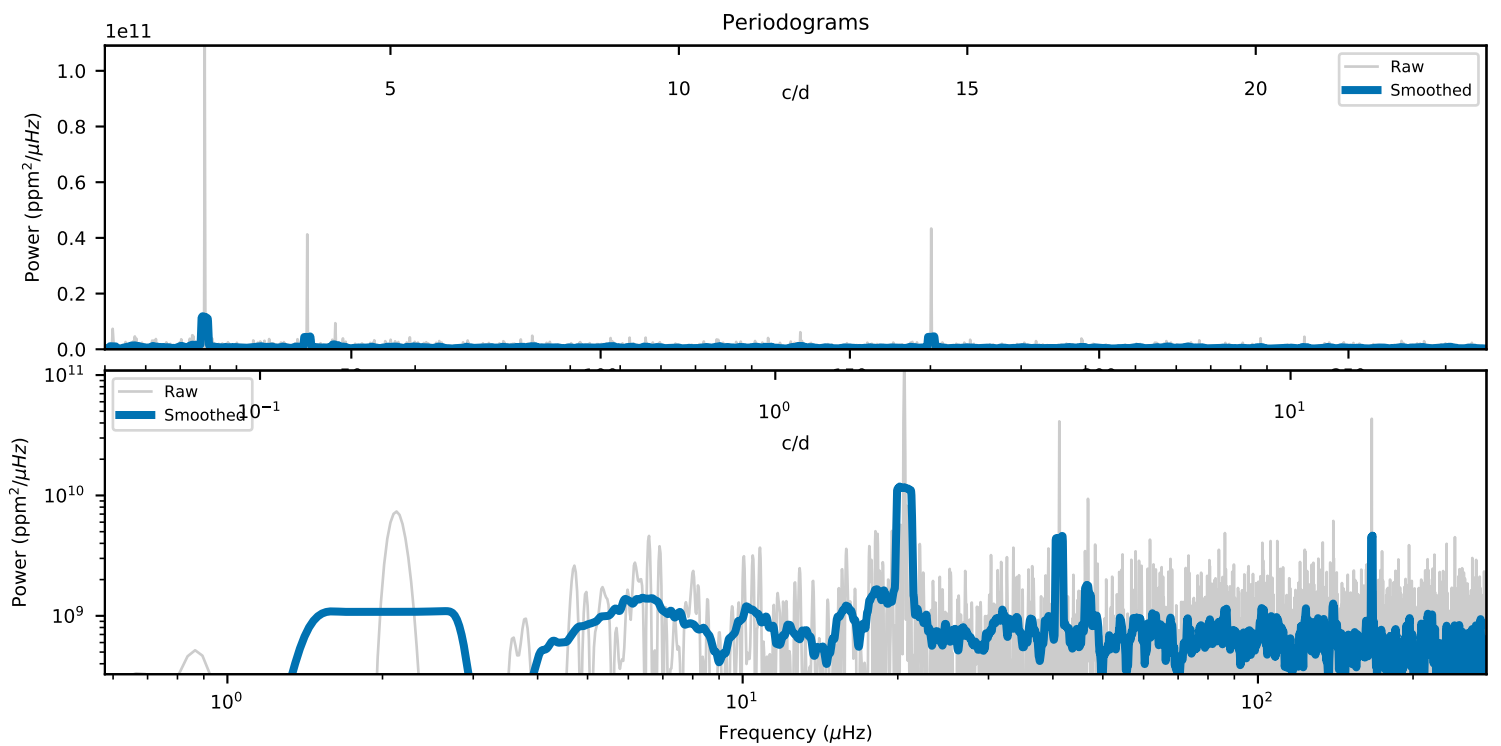 Periodograms
1e11
1.0
0.8
0.6
0.4
0.2
0.0
Power (ppm²/μHz)
5 10 15 20
c/d
Raw
Smoothed
10¹¹
10¹⁰
10⁹
Power (ppm²/μHz)
Raw
Smoothed
10⁻¹ 10⁰ 10¹
c/d
10⁰ 10¹ 10²
Frequency (μHz)